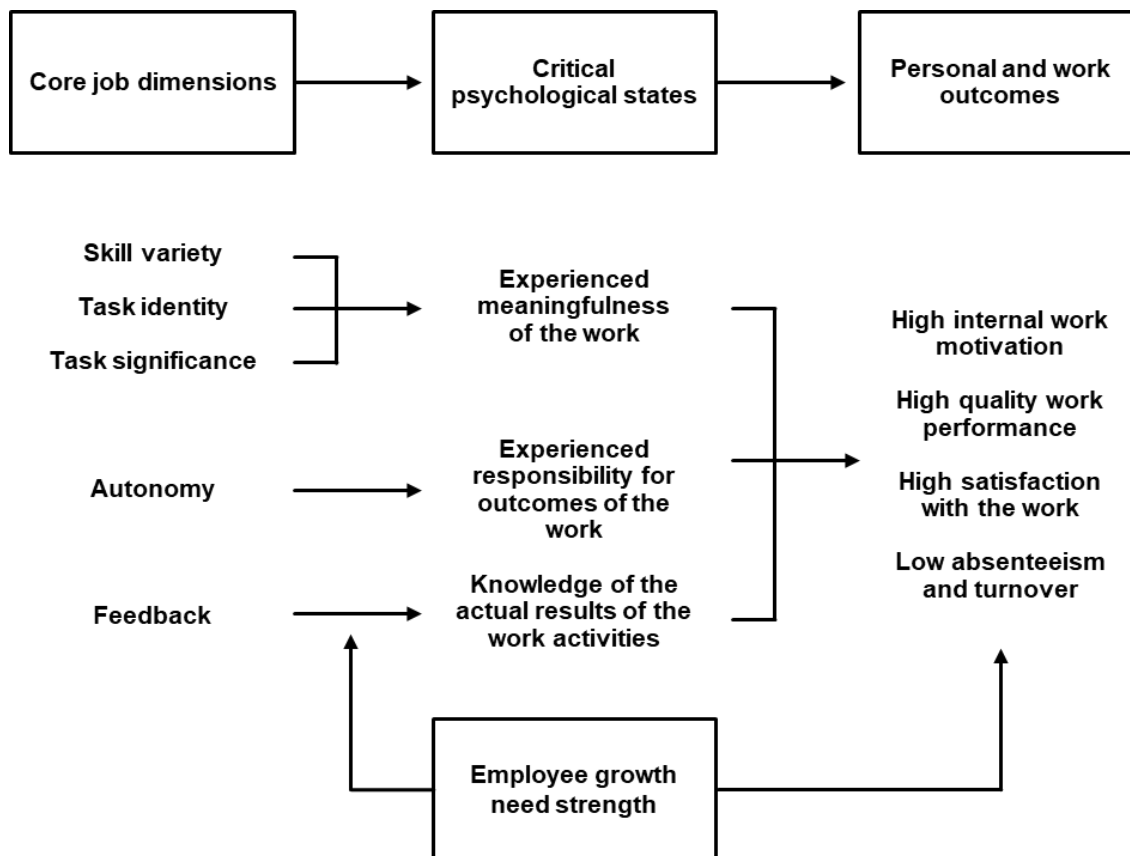 Core job dimensions
Critical
psychological states
Personal and work
outcomes
Skill variety
Task identity
Task significance
Experienced
meaningfulness
of the work
Autonomy
Experienced
responsibility for
outcomes of the
work
Feedback
Knowledge of the
actual results of the
work activities
High internal work
motivation
High quality work
performance
High satisfaction
with the work
Low absenteeism
and turnover
Employee growth
need strength